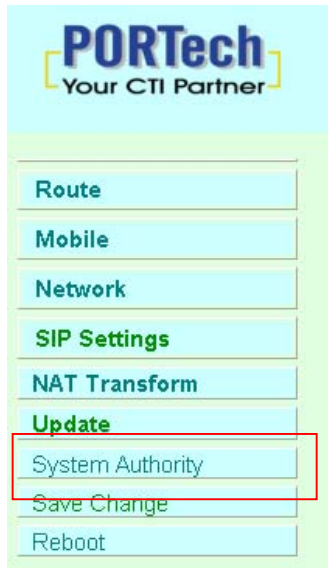 PORTech
Your CTI Partner
Route
Mobile
Network
SIP Settings
NAT Transform
Update
System Authority
Save Change
Reboot